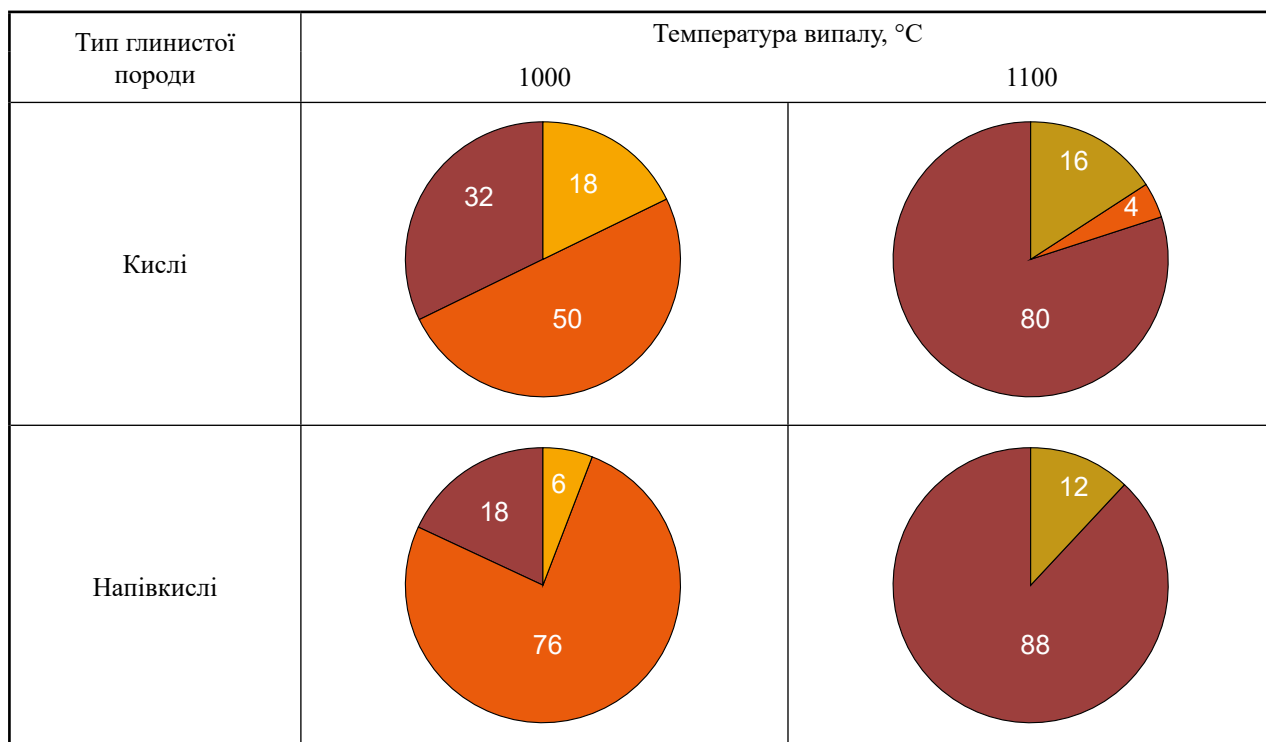 Тип глинистої
породи
Температура випалу, °С
1000
1100
Кислі
32
18
50
16
4
80
Напівкислі
18
6
76
12
88